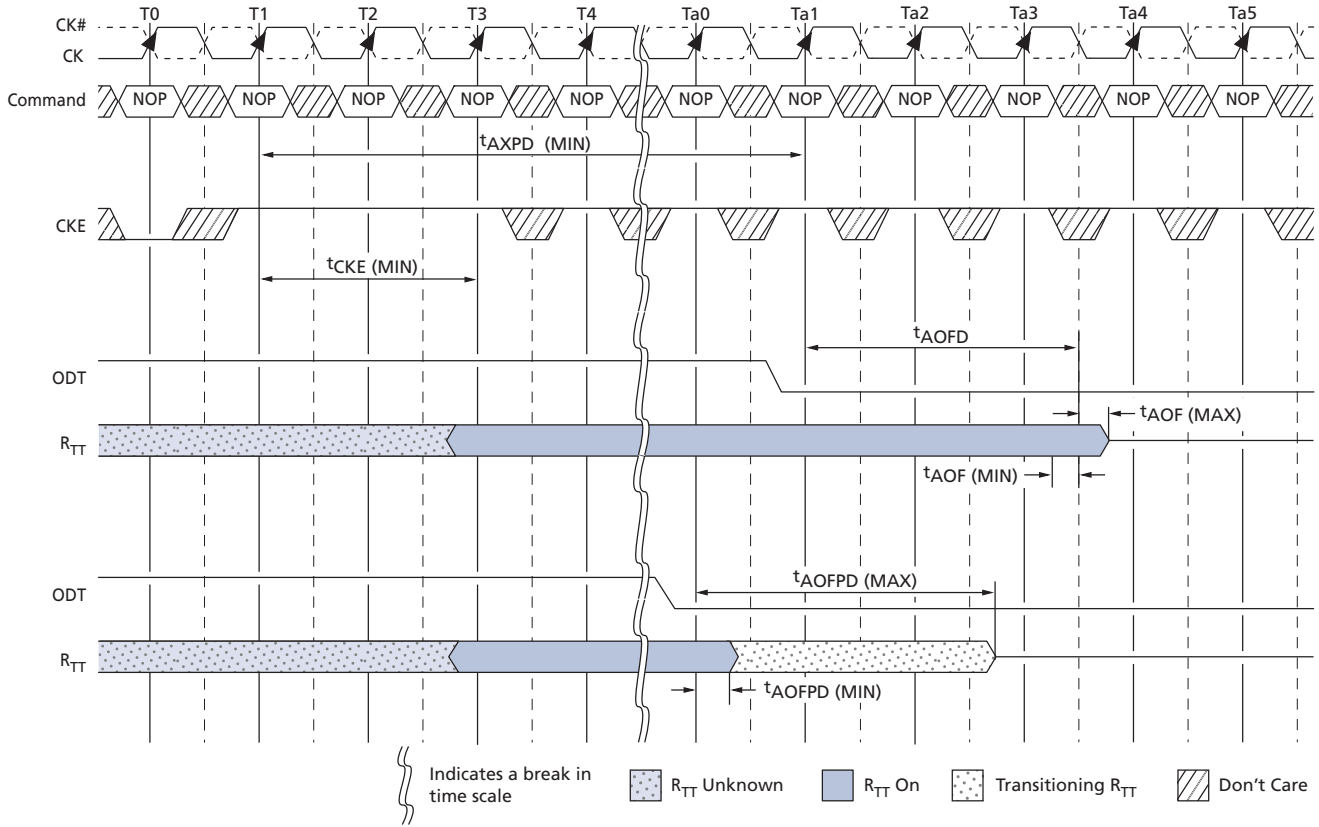 T0 T1 T2 T3 T4 Ta0 Ta1 Ta2 Ta3 Ta4 Ta5
CK#
CK
Command NOP NOP NOP NOP NOP NOP NOP NOP NOP NOP NOP
tAXPD (MIN)
CKE
tCKE (MIN)
tAOFD
ODT
tAOF (MAX)
RTT
tAOF (MIN)
tAOFPD (MAX)
ODT
RTT
tAOFPD (MIN)
Indicates a break in
time scale
RTT Unknown
RTT On
Transitioning RTT
Don't Care